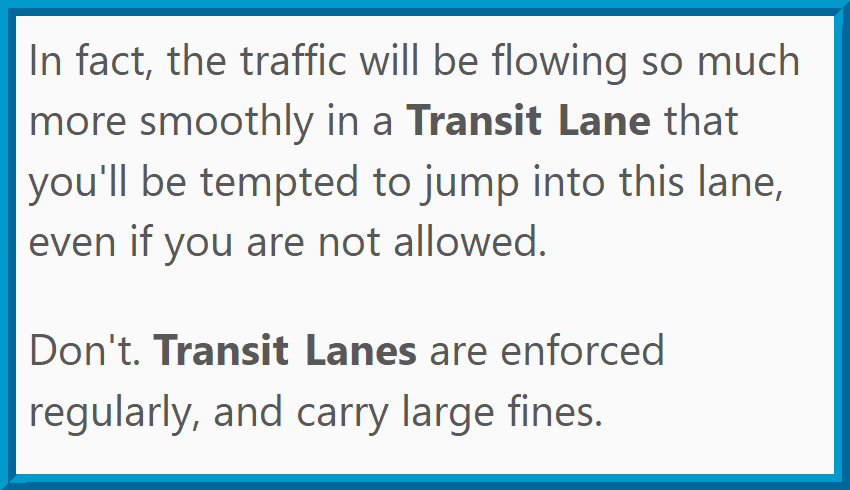 In fact, the traffic will be flowing so much
more smoothly in a Transit Lane that
you'll be tempted to jump into this lane,
even if you are not allowed.
Don't. Transit Lanes are enforced
regularly, and carry large fines.